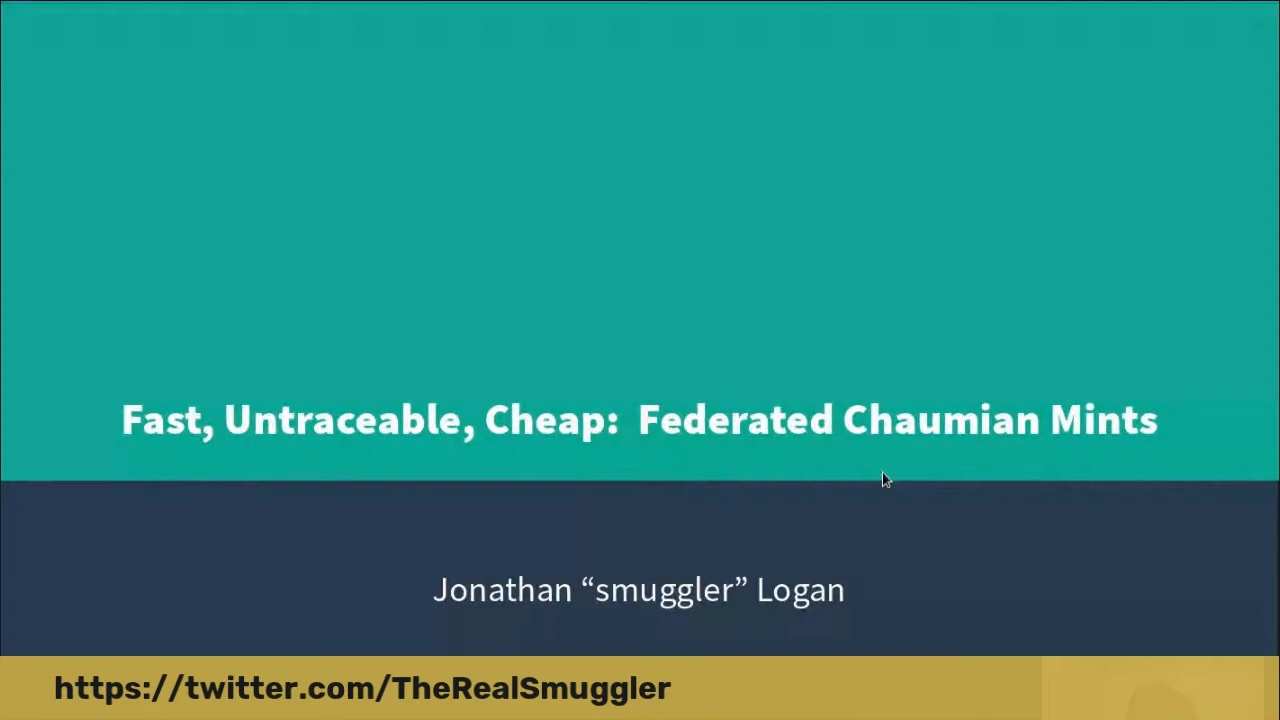 Fast, Untraceable, Cheap: Federated Chaumian Mints
Jonathan “smuggler” Logan
https://twitter.com/TheRealSmuggler